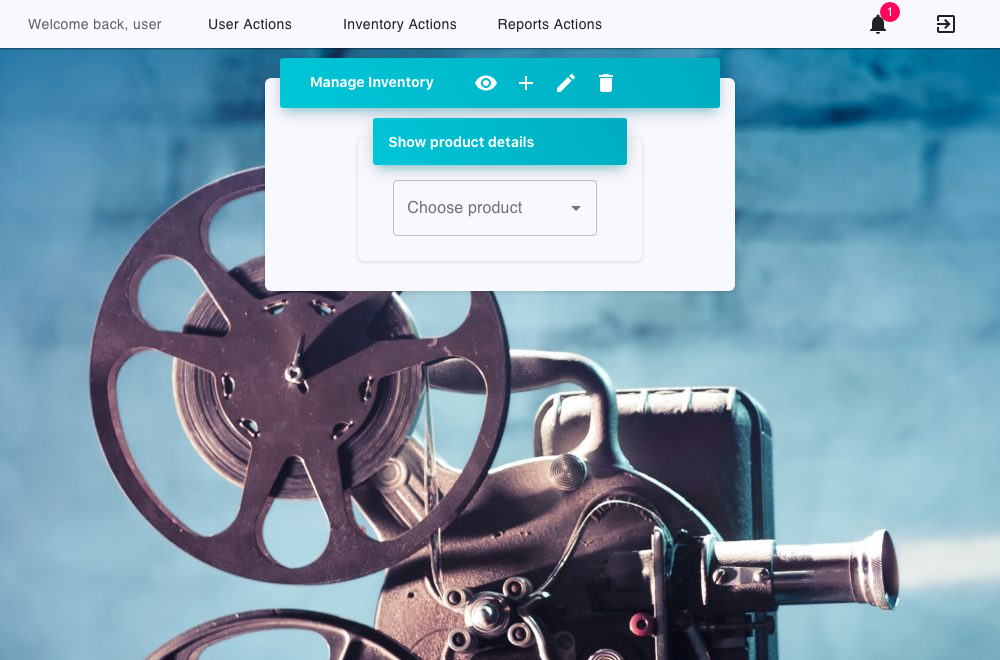 Welcome back, user
User Actions
Inventory Actions
Reports Actions
1
Manage Inventory
Show product details
Choose product